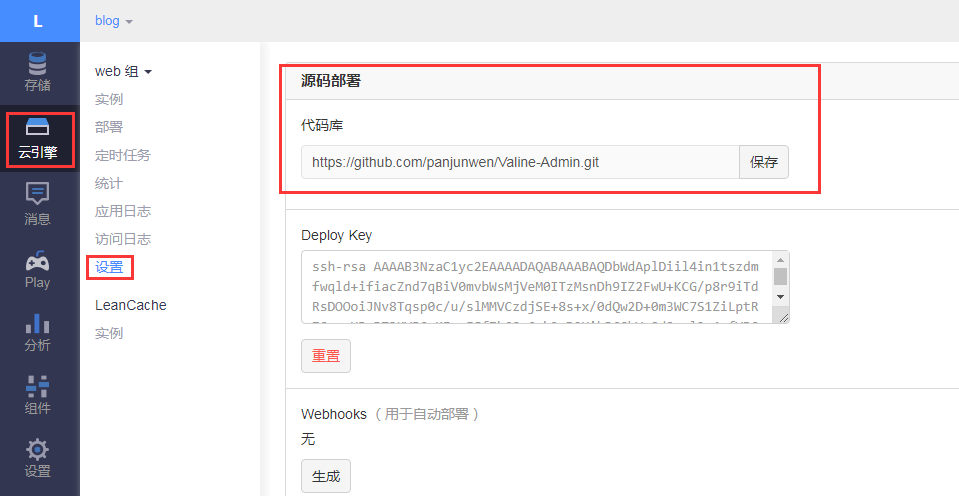 L
blog
存储
云引擎
消息
Play
分析
组件
设置
web 组
实例
部署
定时任务
统计
应用日志
访问日志
设置
LeanCache
实例
源码部署
代码库
https://github.com/panjunwen/Valine-Admin.git
保存
Deploy Key
ssh-rsa AAAAB3NzaC1yc2EAAAADAQABAAABAQDbWdAplDiil4in1tszdm
fwqld+ifiacZnd7qBiV0mvbWsMjVeM0ITzMsnDh9IZ2FwU+KCG/p8r9iTd
RsDOOoiJNv8Tqsp0c/u/slMMVCzdjSE+8s+x/0dQw2D+0m3WC7S1ZiLptR
重置
Webhooks （用于自动部署）
无
生成